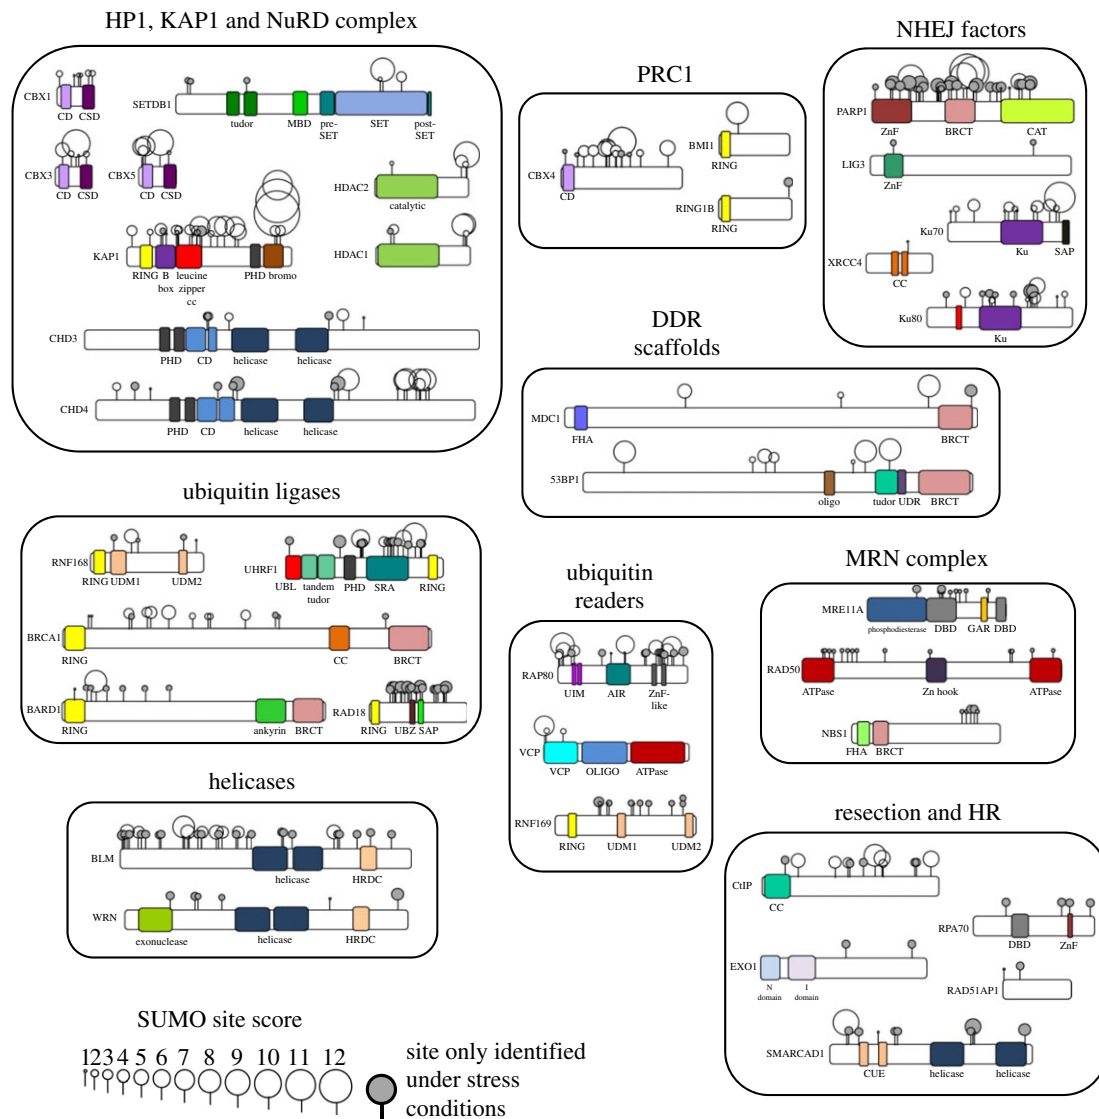 HP1, KAP1 and NuRD complex
CBX1
CD CSD
SETDB1
tudor
MBD
pre-
SET
SET
post-
SET
CBX3
CD CSD
CBX5
CD CSD
HDAC2
catalytic
KAP1
RING
B
box
leucine
zipper
cc
PHD bromo
HDAC1
CHD3
PHD CD helicase helicase
CHD4
PHD CD helicase helicase
PRC1
CBX4
CD
BMI1
RING
RING1B
RING
NHEJ factors
PARP1
ZnF BRCT CAT
LIG3
ZnF
Ku70
Ku SAP
XRCC4
CC
Ku80
Ku
DDR
scaffolds
MDC1
FHA BRCT
53BP1
oligo tudor UDR BRCT
ubiquitin ligases
RNF168
RING UDM1 UDM2
UHRF1
UBL tandem
tudor
PHD SRA RING
BRCA1
RING CC BRCT
BARD1
RING ankyrin BRCT
RAD18
RING UBZ SAP
ubiquitin
readers
RAP80
UIM AIR ZnF-
like
VCP
VCP OLIGO ATPase
RNF169
RING UDM1 UDM2
MRN complex
MRE11A
phosphodiesterase DBD GAR DBD
RAD50
ATPase Zn hook ATPase
NBS1
FHA BRCT
helicases
BLM
helicase HRDC
WRN
exonuclease helicase HRDC
resection and HR
CtIP
CC
RPA70
DBD ZnF
EXO1
N
domain
I
domain
RAD51AP1
SMARCAD1
CUE helicase helicase
SUMO site score
1 2 3 4 5 6 7 8 9 10 11 12
site only identified
under stress
conditions